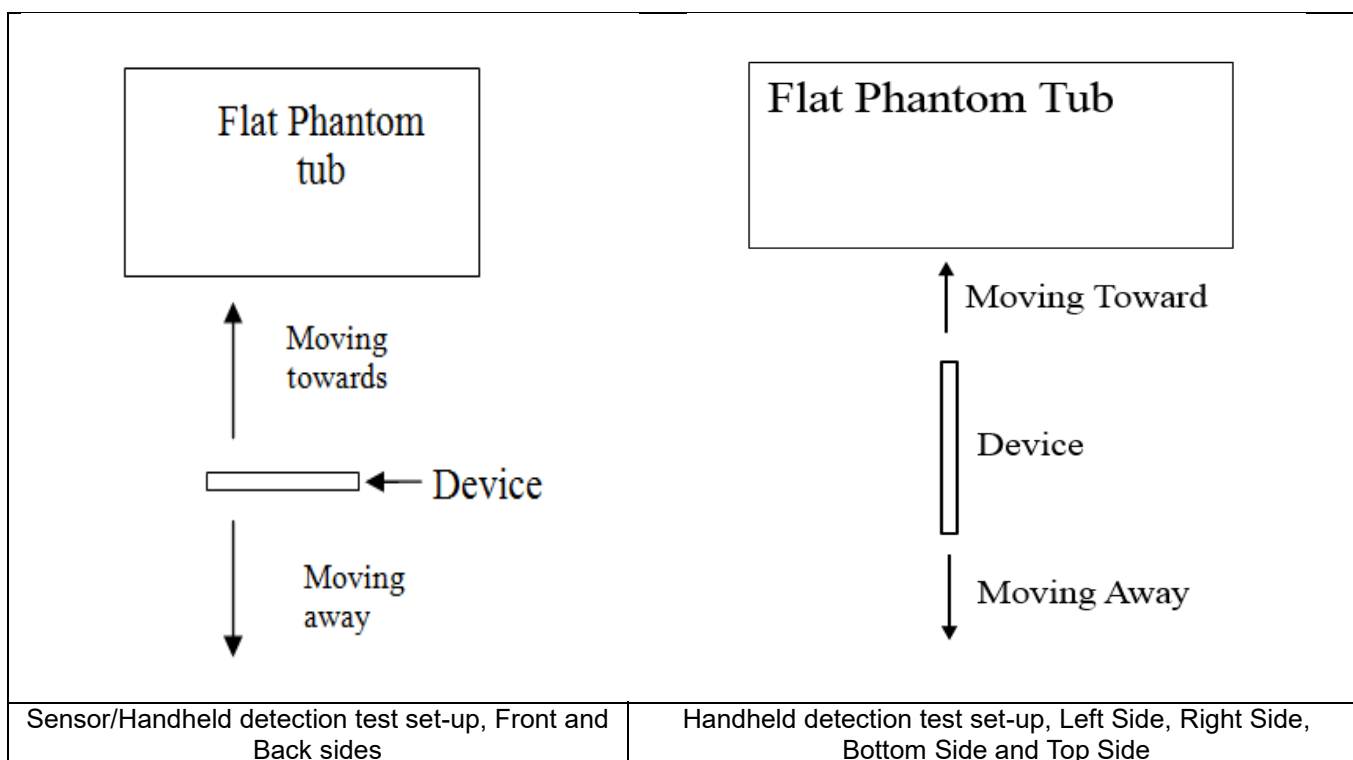 Flat Phantom
tub
Moving
towards
Device
Moving
away
Flat Phantom Tub
Moving Toward
Device
Moving Away
Sensor/Handheld detection test set-up, Front and
Back sides
Handheld detection test set-up, Left Side, Right Side,
Bottom Side and Top Side